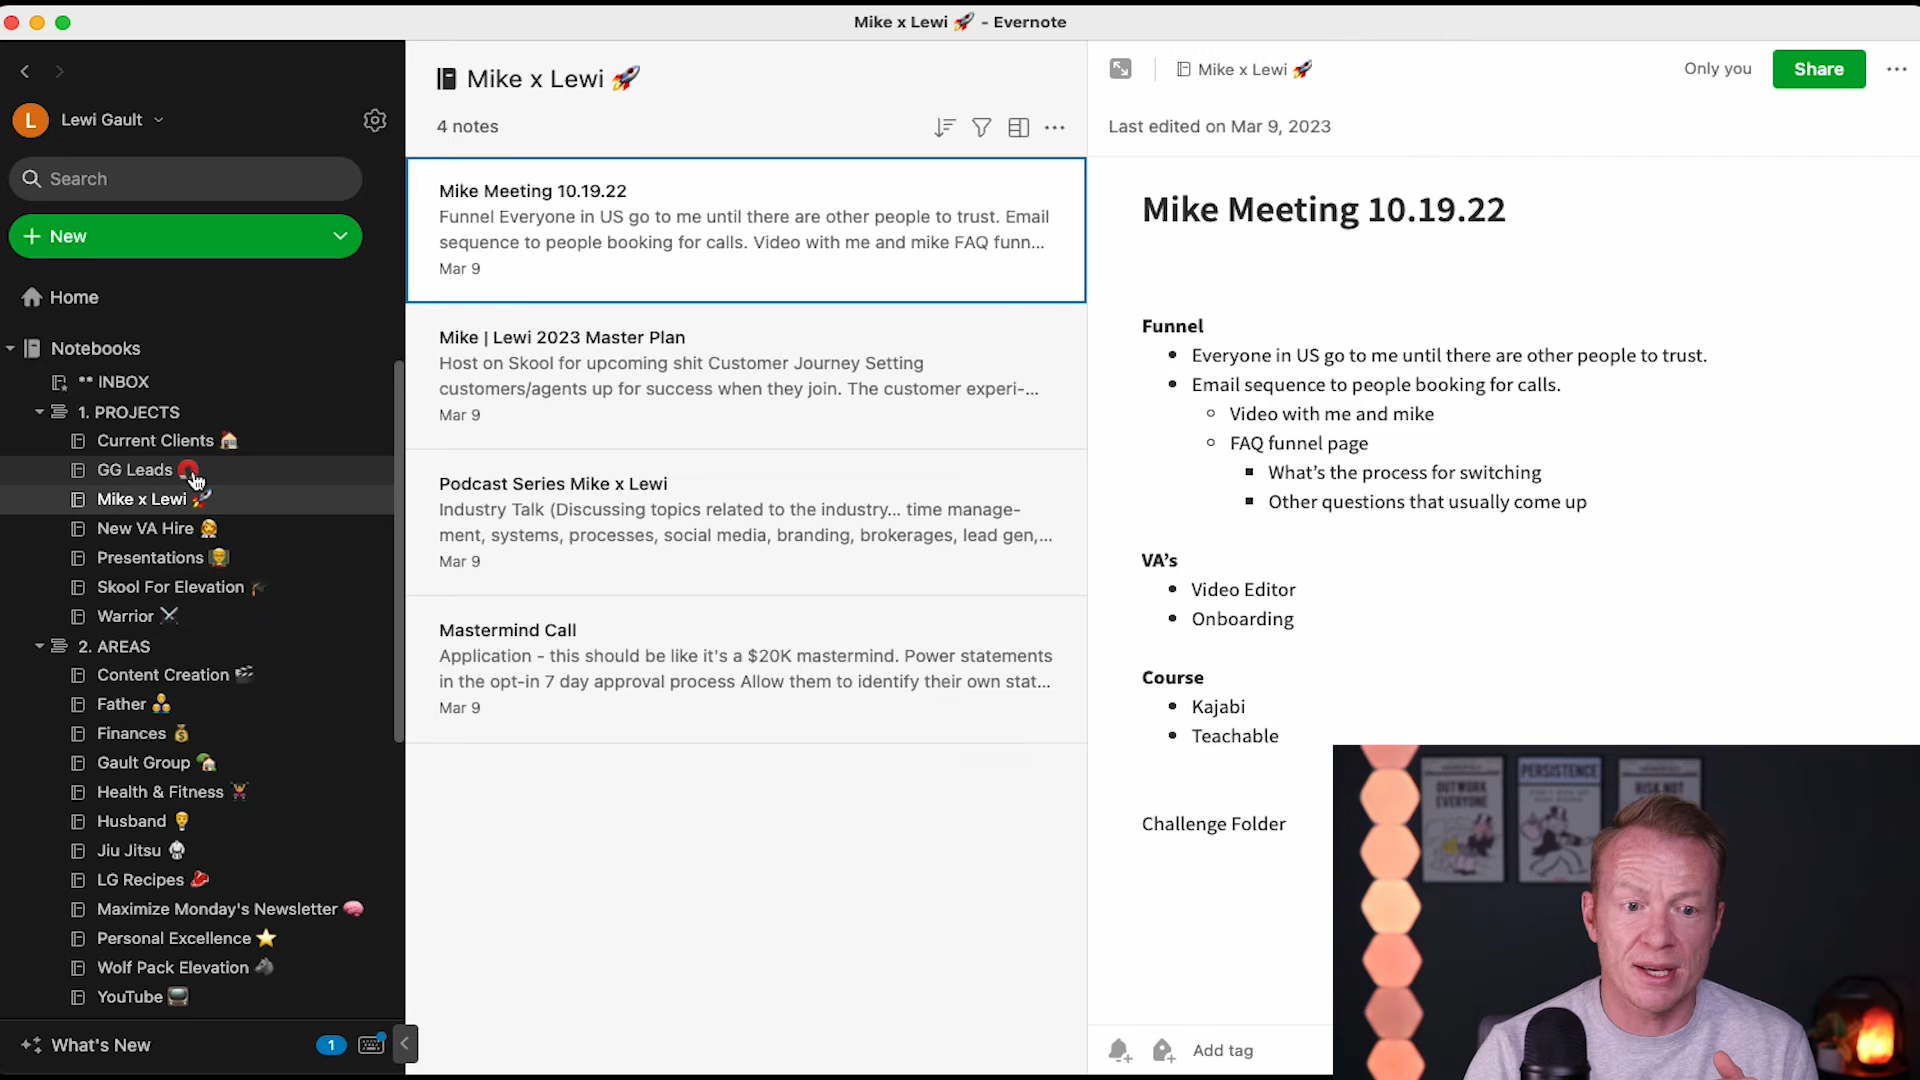 Mike x Lewi 🚀 - Evernote
L Lewi Gault
Search
+ New
Home
Notebooks
** INBOX
1. PROJECTS
Current Clients 🏠
GG Leads
Mike x Lewi 🚀
New VA Hire
Presentations
Skool For Elevation 🎓
Warrior ⚔️
2. AREAS
Content Creation 🎬
Father
Finances 💰
Gault Group 🏡
Health & Fitness
Husband
Jiu Jitsu 🥋
LG Recipes 🥩
Maximize Monday's Newsletter 🧠
Personal Excellence ⭐
Wolf Pack Elevation 🐺
YouTube 📺
What's New 1
Mike x Lewi 🚀
4 notes
Mike Meeting 10.19.22
Funnel Everyone in US go to me until there are other people to trust. Email
sequence to people booking for calls. Video with me and mike FAQ funn...
Mar 9
Mike | Lewi 2023 Master Plan
Host on Skool for upcoming shit Customer Journey Setting
customers/agents up for success when they join. The customer experi-...
Mar 9
Podcast Series Mike x Lewi
Industry Talk (Discussing topics related to the industry... time manage-
ment, systems, processes, social media, branding, brokerages, lead gen,...
Mar 9
Mastermind Call
Application - this should be like it's a $20K mastermind. Power statements
in the opt-in 7 day approval process Allow them to identify their own stat...
Mar 9
Mike x Lewi 🚀
Only you
Share
Last edited on Mar 9, 2023
Mike Meeting 10.19.22
Funnel
• Everyone in US go to me until there are other people to trust.
• Email sequence to people booking for calls.
◦ Video with me and mike
◦ FAQ funnel page
▪ What's the process for switching
▪ Other questions that usually come up
VA's
• Video Editor
• Onboarding
Course
• Kajabi
• Teachable
Challenge Folder
Add tag
OUTWORK
EVERYONE
PERSISTENCE
RISK NOT